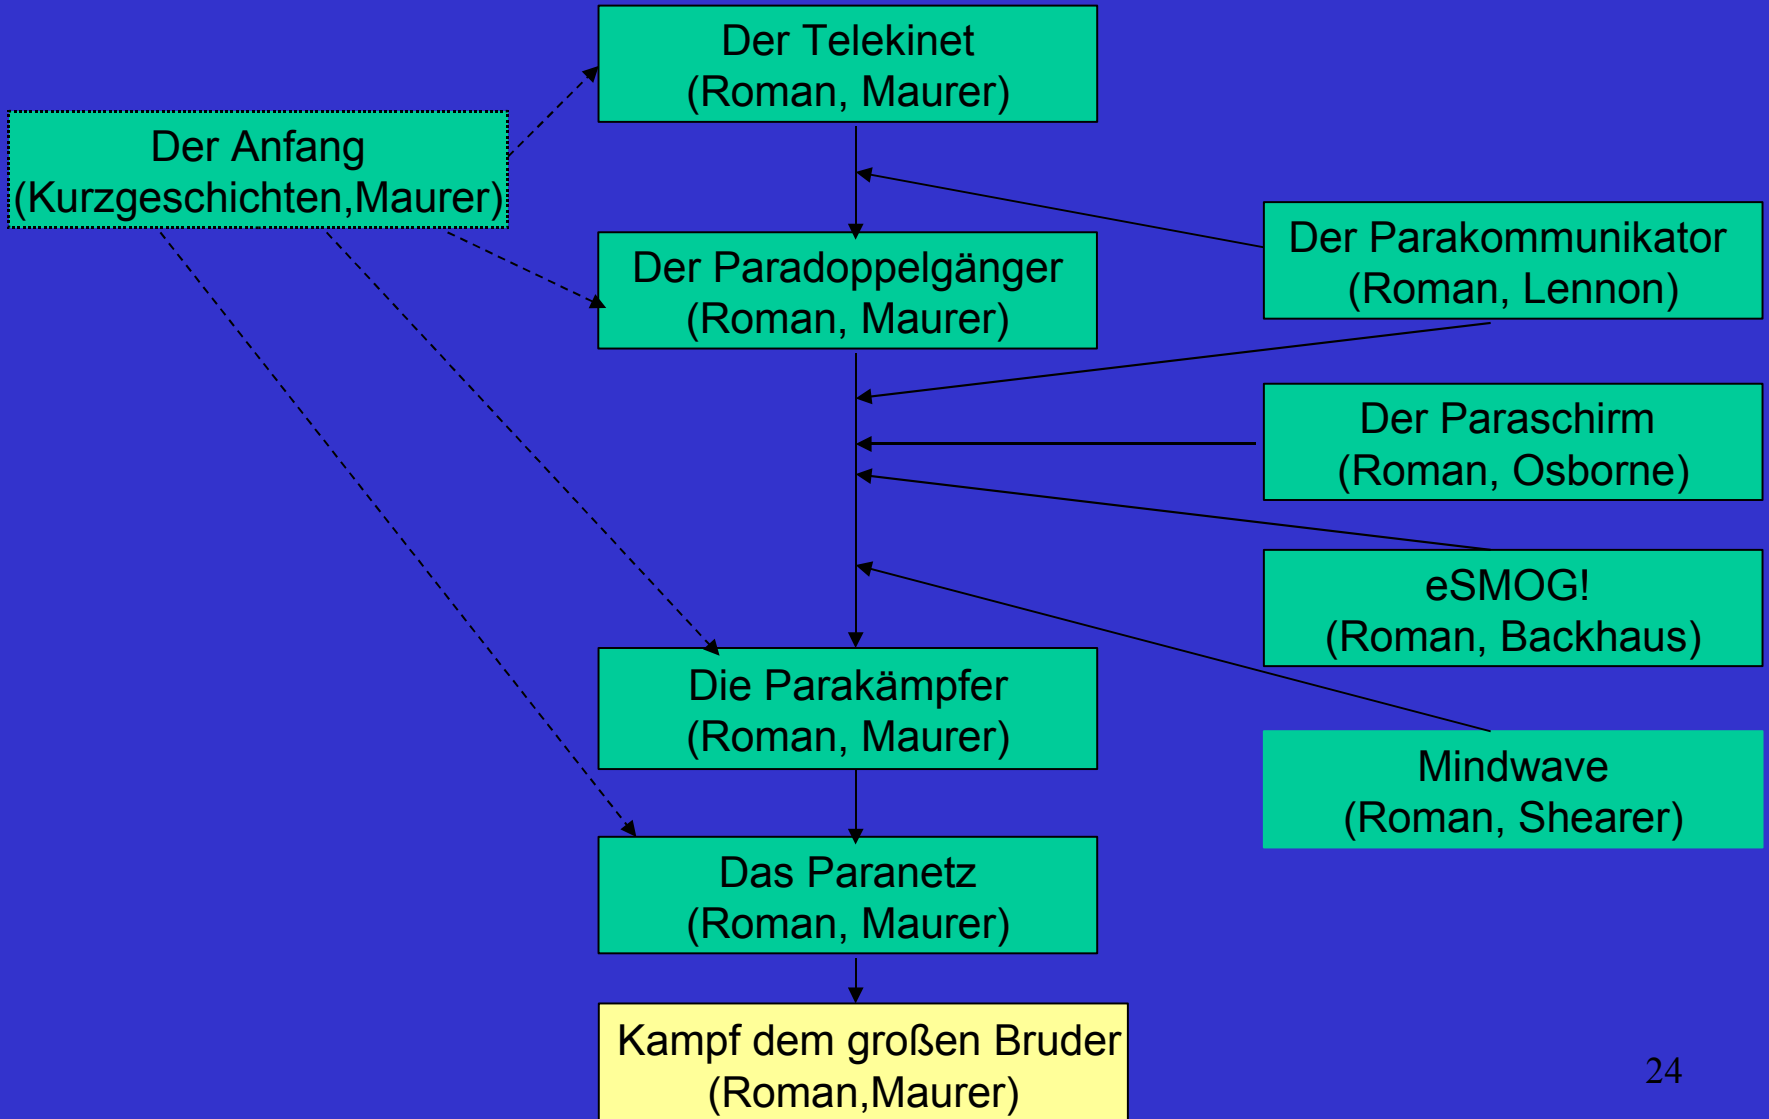 Der Telekinet
(Roman, Maurer)
Der Anfang
(Kurzgeschichten,Maurer)
Der Paradoppelgänger
(Roman, Maurer)
Der Parakommunikator
(Roman, Lennon)
Der Paraschirm
(Roman, Osborne)
eSMOG!
(Roman, Backhaus)
Die Parakämpfer
(Roman, Maurer)
Mindwave
(Roman, Shearer)
Das Paranetz
(Roman, Maurer)
Kampf dem großen Bruder
(Roman,Maurer)
24